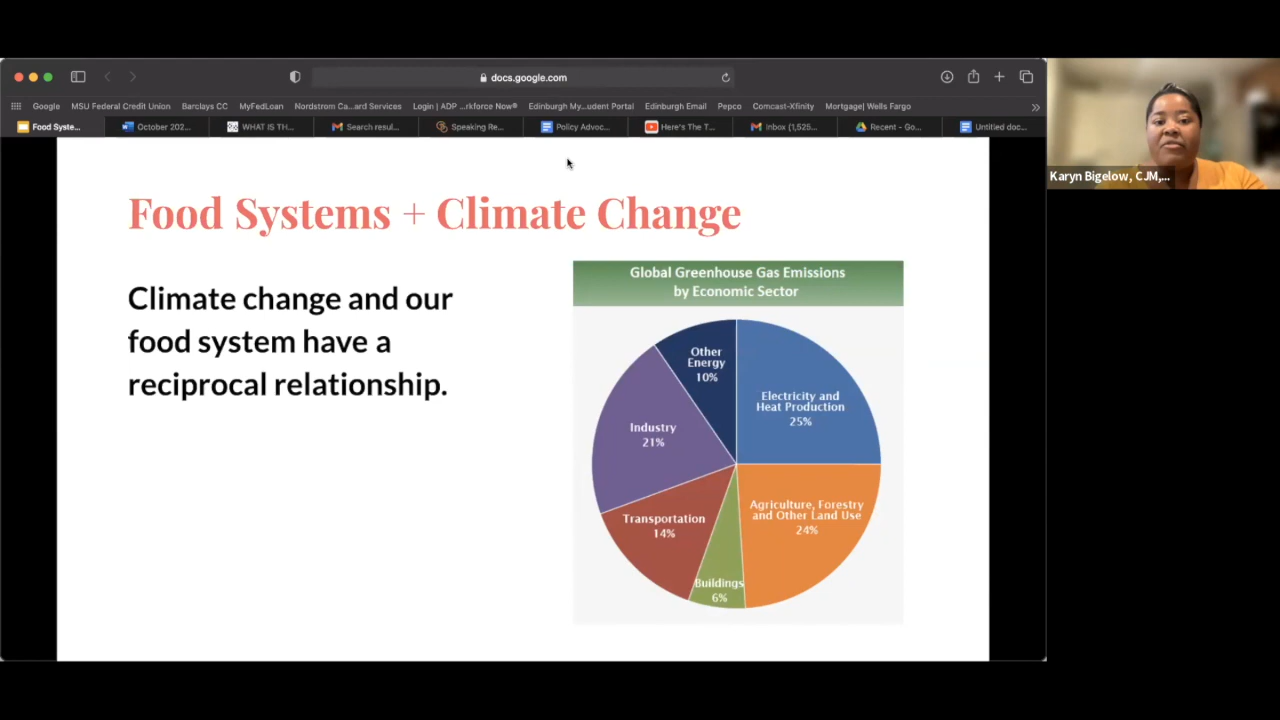 docs.google.com
Google MSU Federal Credit Union Barclays CC MyFedLoan Nordstrom Ca...ard Services Login | ADP ...rkforce Now® Edinburgh My...udent Portal Edinburgh Email Pepco Comcast-Xfinity Mortgage| Wells Fargo
Food Syste... October 202... WHAT IS TH... Search resul... Speaking Re... Policy Advoc... Here's The T... Inbox (1,525... Recent - Go... Untitled doc...
Karyn Bigelow, CJM,...
Food Systems + Climate Change
Climate change and our
food system have a
reciprocal relationship.
Global Greenhouse Gas Emissions
by Economic Sector
Other
Energy
10%
Electricity and
Heat Production
25%
Industry
21%
Agriculture, Forestry
and Other Land Use
24%
Transportation
14%
Buildings
6%